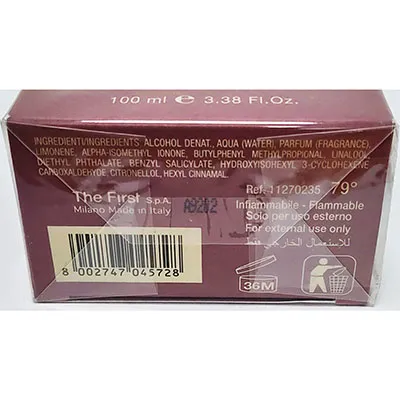 100 ml e 3.38 Fl.Oz.
INGREDIENTI/INGREDIENTS: ALCOHOL DENAT., AQUA (WATER), PARFUM (FRAGRANCE),
LIMONENE, ALPHA-ISOMETHYL IONONE, BUTYLPHENYL METHYLPROPIONAL, LINALOOL,
DIETHYL PHTHALATE, BENZYL SALICYLATE, HYDROXYISOHEXYL 3-CYCLOHEXENE
CARBOXALDEHYDE CITRONELLOL, HEXYL CINNAMAL.
Ref. 11270235 79°
The First S.p.A.
Milano Made in Italy
A9202
Infiammabile - Flammable
Solo per uso esterno
For external use only
للاستعمال الخارجي فقط
8 002747 045728
36M